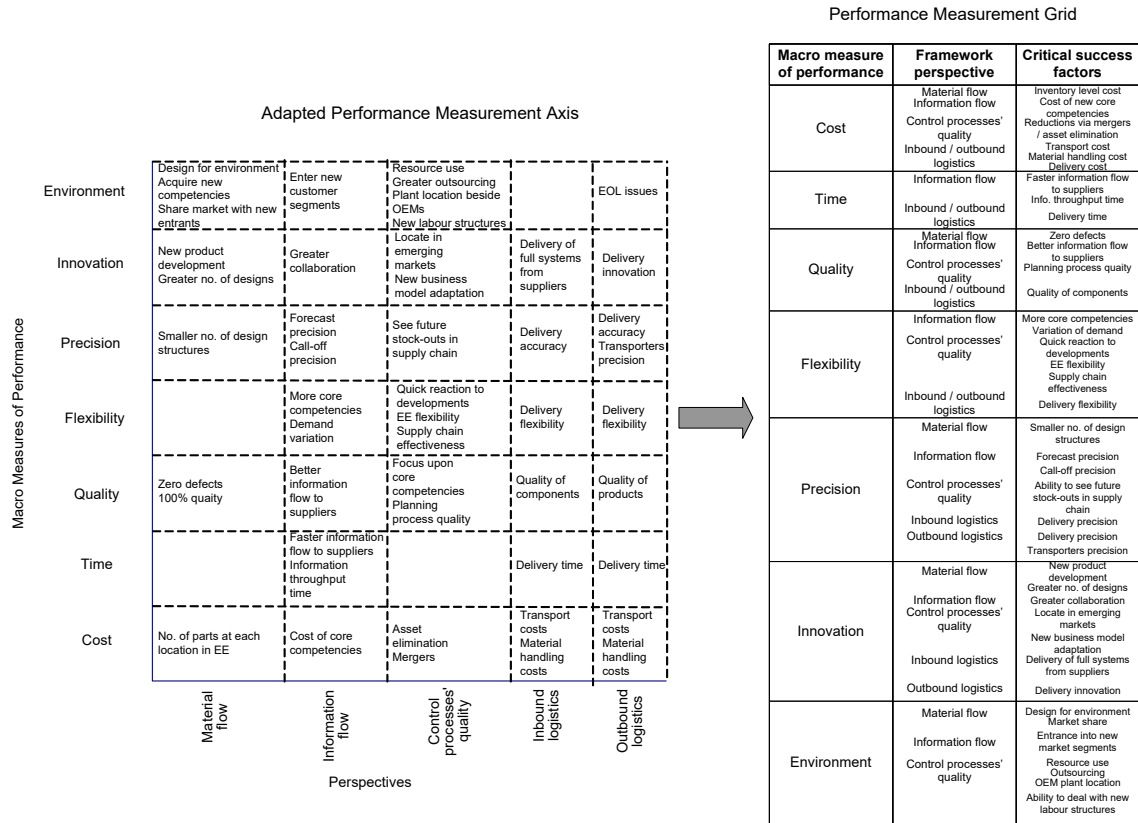 Performance Measurement Grid
Adapted Performance Measurement Axis
Macro Measures of Performance
Environment
Design for environment
Acquire new
competencies
Share market with new
entrants
Enter new
customer
segments
Resource use
Greater outsourcing
Plant location beside
OEMs
New labour structures
EOL issues
Innovation
New product
development
Greater no. of designs
Greater
collaboration
Locate in
emerging
markets
New business
model adaptation
Delivery of
full systems
from
suppliers
Delivery
innovation
Precision
Smaller no. of design
structures
Forecast
precision
Call-off
precision
See future
stock-outs in
supply chain
Delivery
accuracy
Delivery
accuracy
Transporters
precision
Flexibility
More core
competencies
Demand
variation
Quick reaction to
developments
EE flexibility
Supply chain
effectiveness
Delivery
flexibility
Delivery
flexibility
Quality
Zero defects
100% quaity
Better
information
flow to
suppliers
Focus upon
core
competencies
Planning
process quality
Quality of
components
Quality of
products
Time
Faster information
flow to suppliers
Information
throughput
time
Delivery time
Delivery time
Cost
No. of parts at each
location in EE
Cost of core
competencies
Asset
elimination
Mergers
Transport
costs
Material
handling
costs
Transport
costs
Material
handling
costs
Material
flow
Information
flow
Control
processes'
quality
Inbound
logistics
Outbound
logistics
Perspectives
Macro measure
of performance
Framework
perspective
Critical success
factors
Cost
Material flow
Information flow
Control processes'
quality
Inbound / outbound
logistics
Inventory level cost
Cost of new core
competencies
Reductions via mergers
/ asset elimination
Transport cost
Material handling cost
Delivery cost
Time
Information flow
Inbound / outbound
logistics
Faster information flow
to suppliers
Info. throughput time
Delivery time
Quality
Material flow
Information flow
Control processes'
quality
Inbound / outbound
logistics
Zero defects
Better information flow
to suppliers
Planning process quaity
Quality of components
Flexibility
Information flow
Control processes'
quality
Inbound / outbound
logistics
More core competencies
Variation of demand
Quick reaction to
developments
EE flexibility
Supply chain
effectiveness
Delivery flexibility
Precision
Material flow
Information flow
Control processes'
quality
Inbound logistics
Outbound logistics
Smaller no. of design
structures
Forecast precision
Call-off precision
Ability to see future
stock-outs in supply
chain
Delivery precision
Delivery precision
Transporters precision
Innovation
Material flow
Information flow
Control processes'
quality
Inbound logistics
Outbound logistics
New product
development
Greater no. of designs
Greater collaboration
Locate in emerging
markets
New business model
adaptation
Delivery of full systems
from suppliers
Delivery innovation
Environment
Material flow
Information flow
Control processes'
quality
Design for environment
Market share
Entrance into new
market segments
Resource use
Outsourcing
OEM plant location
Ability to deal with new
labour structures